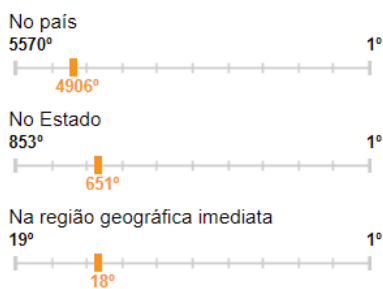 No país
5570º 1º
4906º
No Estado
853º 1º
651º
Na região geográfica imediata
19º 1º
18º